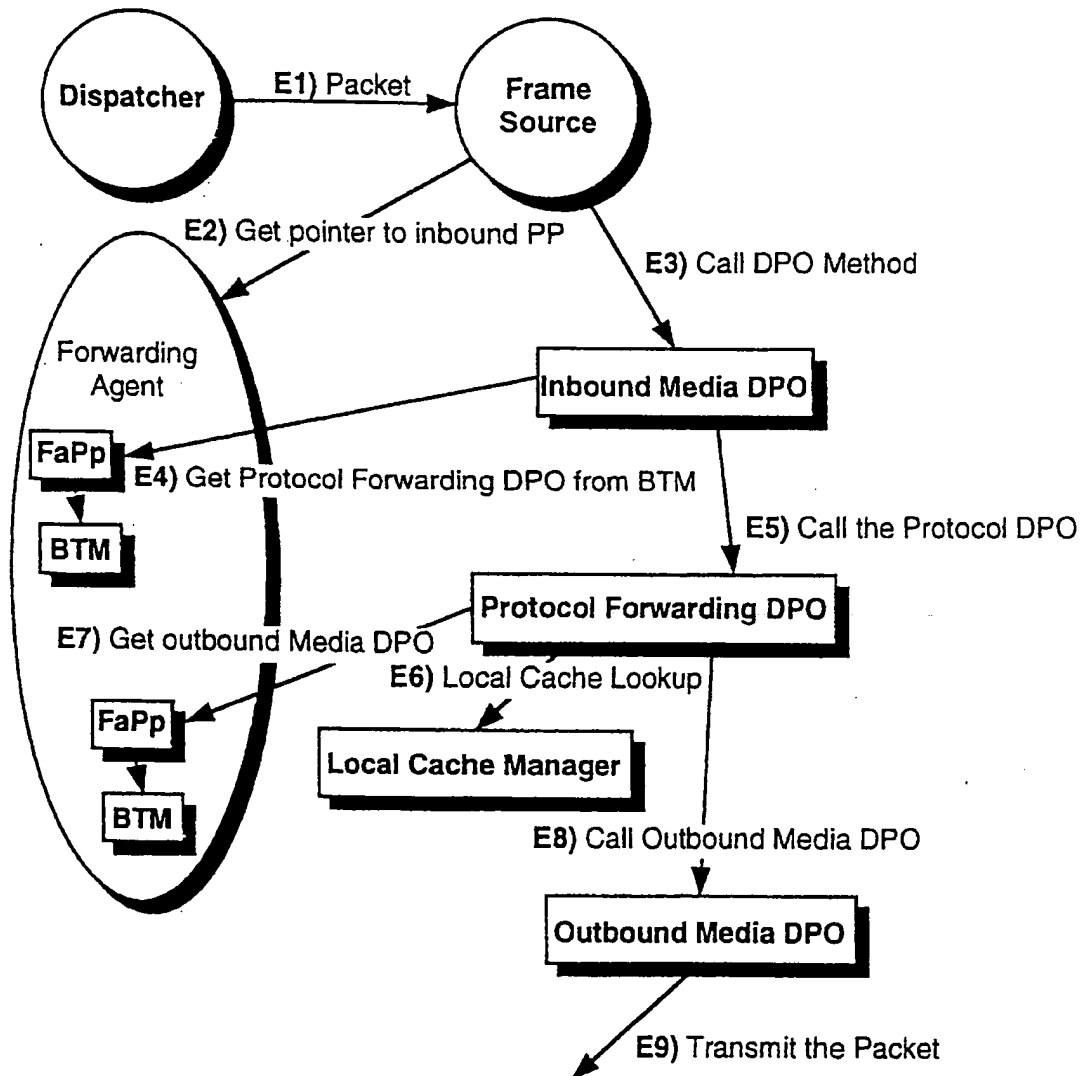 Dispatcher
E1) Packet
Frame
Source
E2) Get pointer to inbound PP
E3) Call DPO Method
Forwarding
Agent
Inbound Media DPO
FaPp
E4) Get Protocol Forwarding DPO from BTM
BTM
E5) Call the Protocol DPO
Protocol Forwarding DPO
E7) Get outbound Media DPO
E6) Local Cache Lookup
FaPp
Local Cache Manager
BTM
E8) Call Outbound Media DPO
Outbound Media DPO
E9) Transmit the Packet